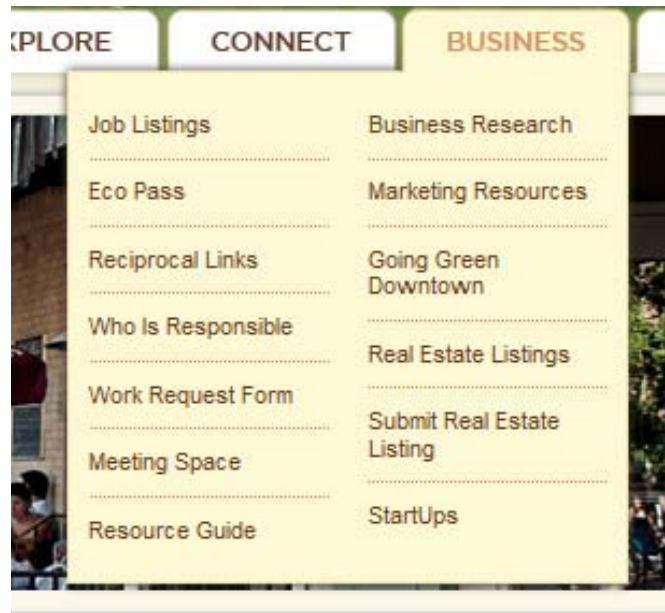 XPLORE CONNECT BUSINESS
Job Listings
Eco Pass
Reciprocal Links
Who Is Responsible
Work Request Form
Meeting Space
Resource Guide
Business Research
Marketing Resources
Going Green
Downtown
Real Estate Listings
Submit Real Estate
Listing
StartUps